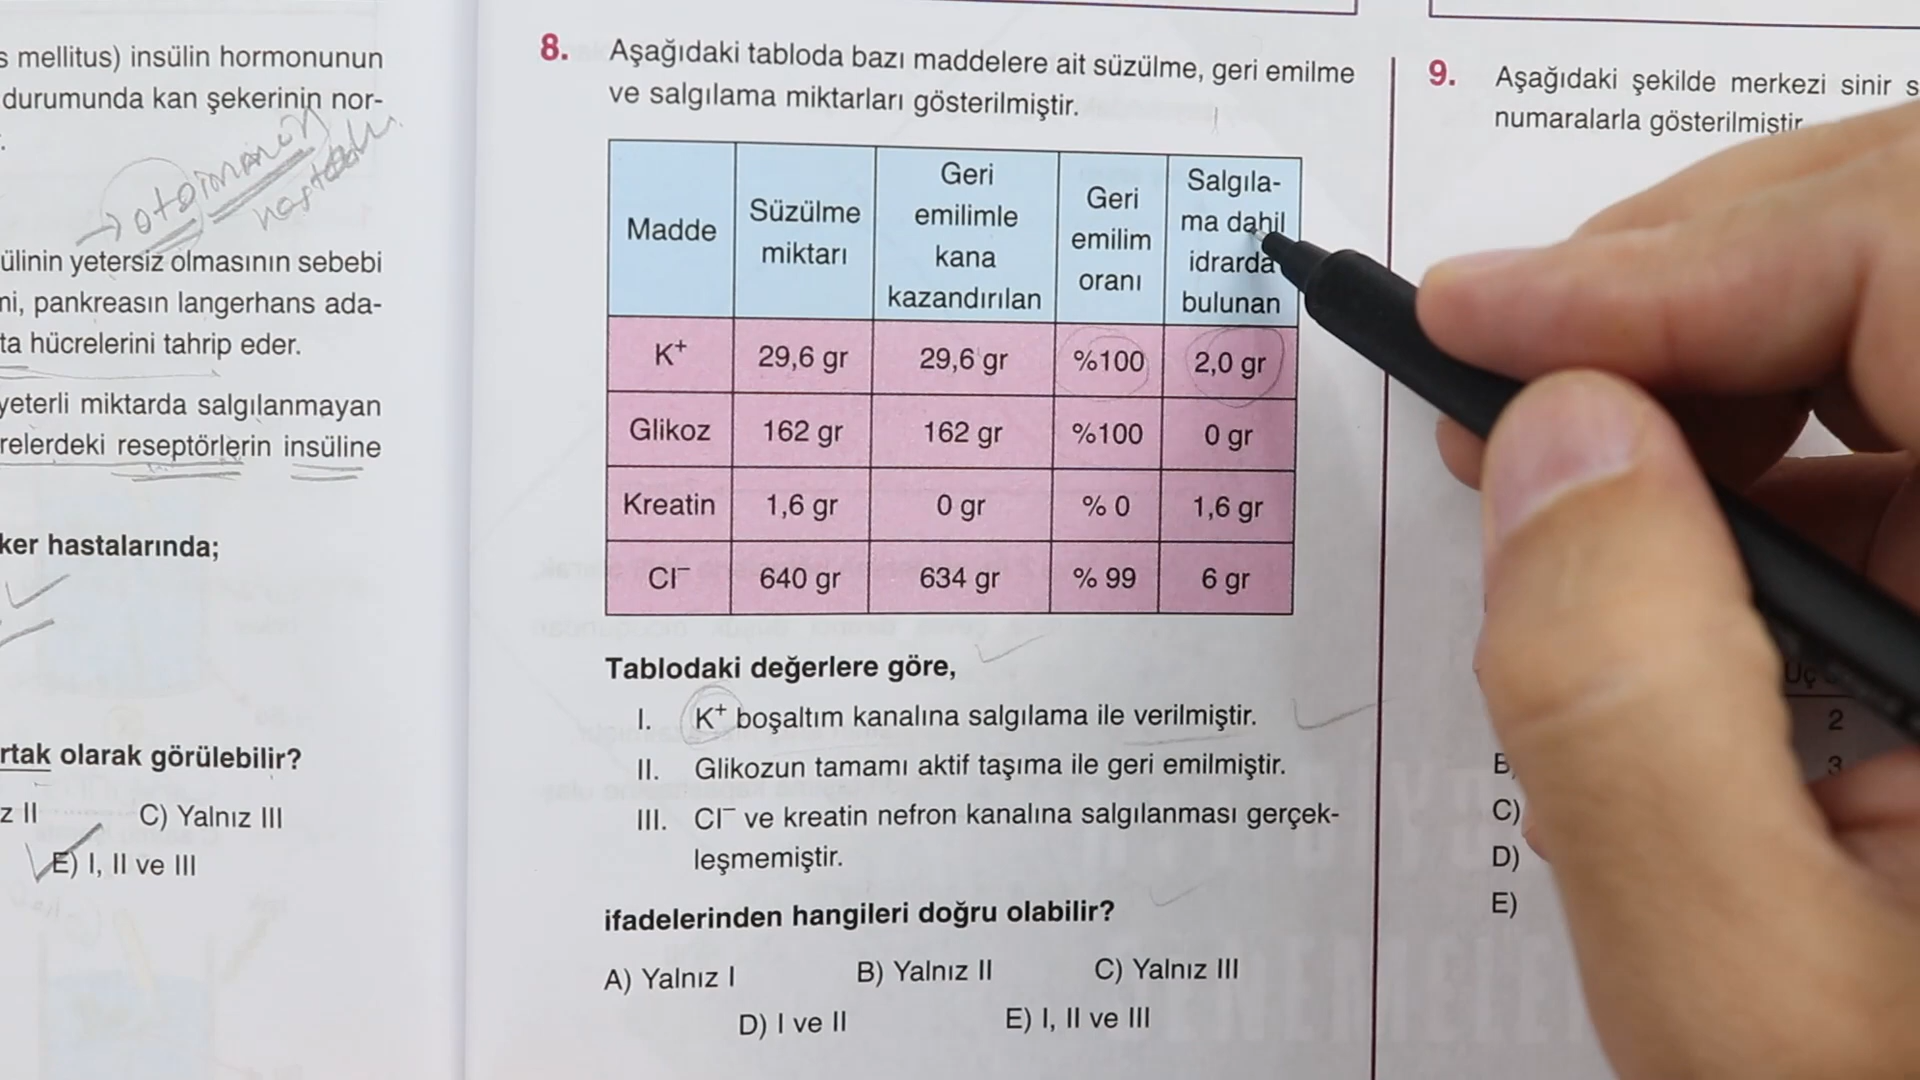 s mellitus) insülin hormonunun
durumunda kan şekerinin nor-
.
→ otoimmün
hastalık
ülinin yetersiz olmasının sebebi
ni, pankreasın langerhans ada-
ta hücrelerini tahrip eder.
yeterli miktarda salgılanmayan
relerdeki reseptörlerin insüline
ker hastalarında;
rtak olarak görülebilir?
z II C) Yalnız III
E) I, II ve III
8. Aşağıdaki tabloda bazı maddelere ait süzülme, geri emilme
ve salgılama miktarları gösterilmiştir.
Madde
Süzülme
miktarı
Geri
emilimle
kana
kazandırılan
Geri
emilim
oranı
Salgıla-
ma dahil
idrarda
bulunan
K⁺ 29,6 gr 29,6 gr %100 2,0 gr
Glikoz 162 gr 162 gr %100 0 gr
Kreatin 1,6 gr 0 gr % 0 1,6 gr
Cl⁻ 640 gr 634 gr % 99 6 gr
Tablodaki değerlere göre,
I. K⁺ boşaltım kanalına salgılama ile verilmiştir.
II. Glikozun tamamı aktif taşıma ile geri emilmiştir.
III. Cl⁻ ve kreatin nefron kanalına salgılanması gerçek-
leşmemiştir.
ifadelerinden hangileri doğru olabilir?
A) Yalnız I B) Yalnız II C) Yalnız III
D) I ve II E) I, II ve III
9. Aşağıdaki şekilde merkezi sinir s
numaralarla gösterilmiştir
Uç
2
B) 3
C)
D)
E)